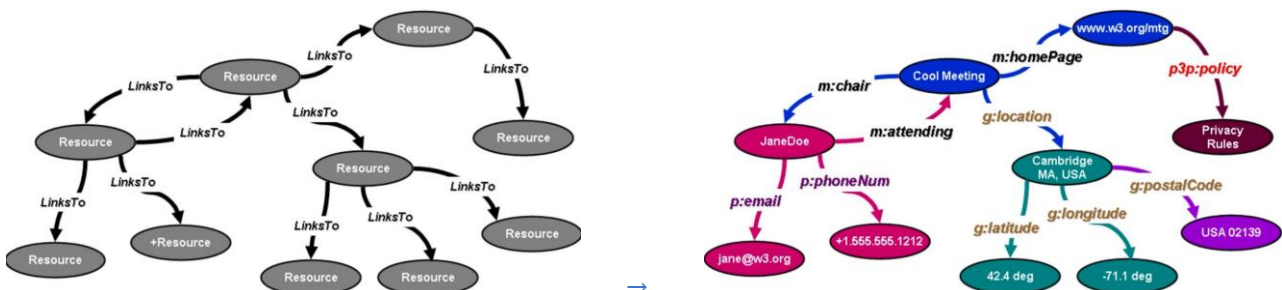 Resource
LinksTo
Resource
LinksTo
LinksTo
LinksTo
Resource
LinksTo
Resource
LinksTo
Resource
LinksTo
LinksTo
LinksTo
LinksTo
Resource
+Resource
Resource
Resource
Resource
→
www.w3.org/mtg
m:homePage
Cool Meeting
p3p:policy
m:chair
g:location
m:attending
JaneDoe
Privacy
Rules
Cambridge
MA, USA
p:phoneNum
g:postalCode
p:email
g:longitude
g:latitude
USA 02139
+1.555.555.1212
jane@w3.org
42.4 deg
-71.1 deg